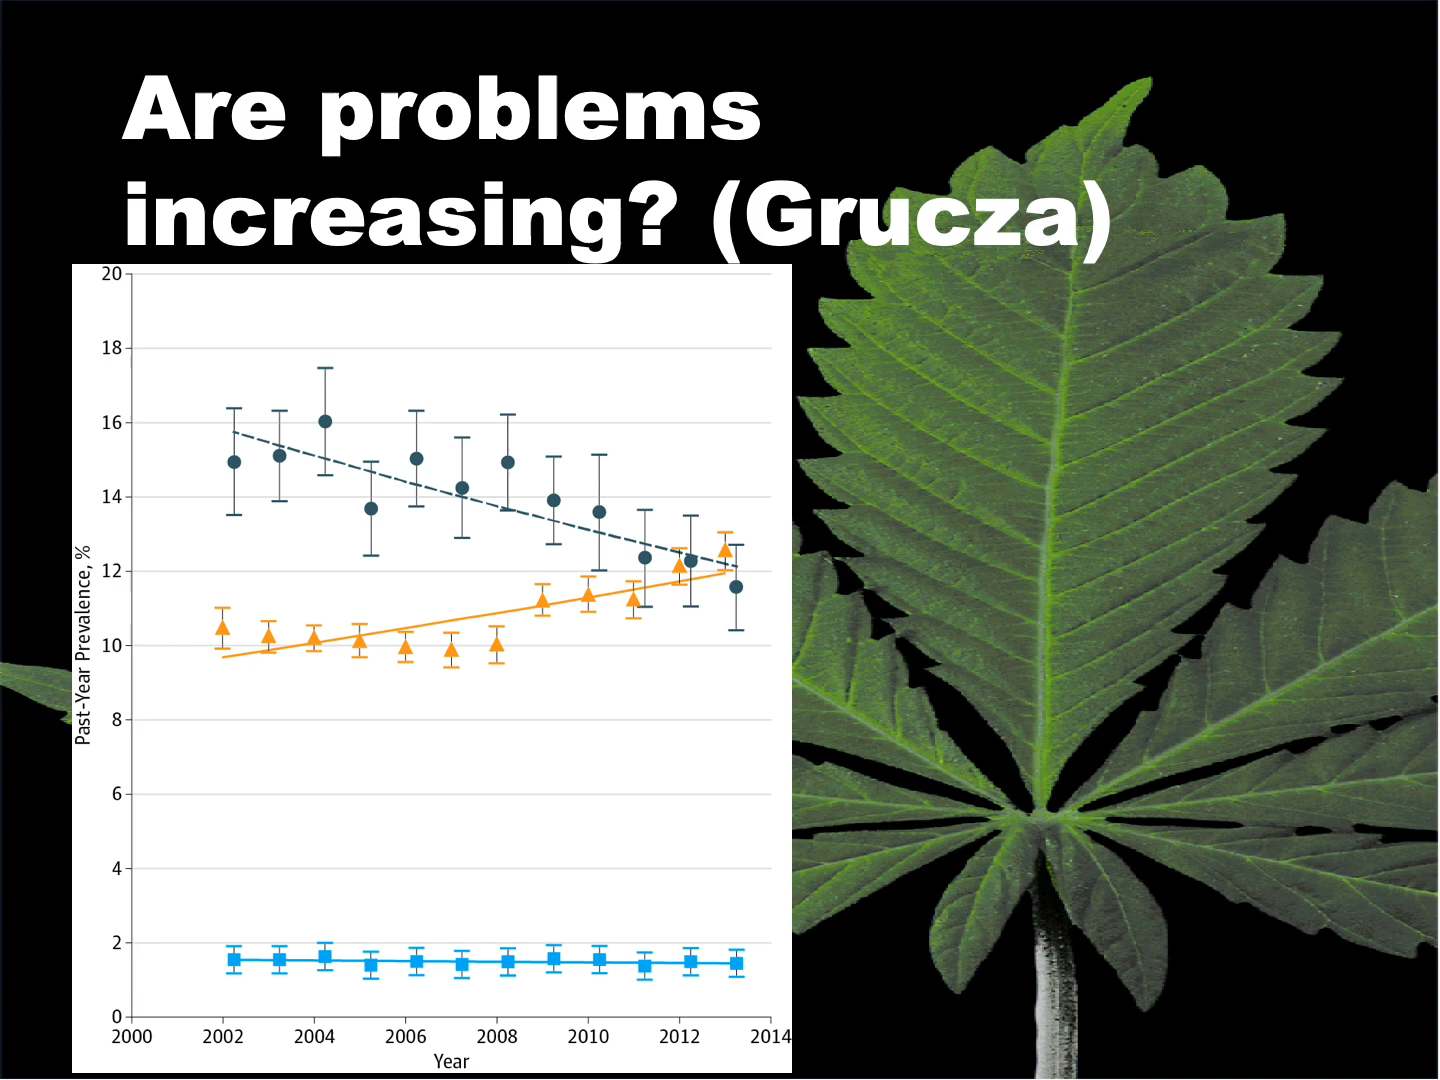 Are problems
increasing? (Grucza)
20
18
16
14
12
10
8
6
4
2
0
Past-Year Prevalence, %
2000 2002 2004 2006 2008 2010 2012 2014
Year